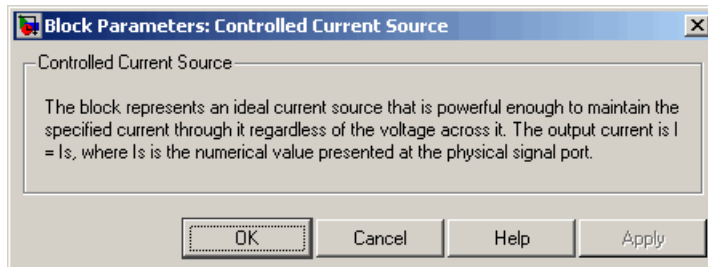 Block Parameters: Controlled Current Source
Controlled Current Source
The block represents an ideal current source that is powerful enough to maintain the
specified current through it regardless of the voltage across it. The output current is I
= Is, where Is is the numerical value presented at the physical signal port.
OK Cancel Help Apply